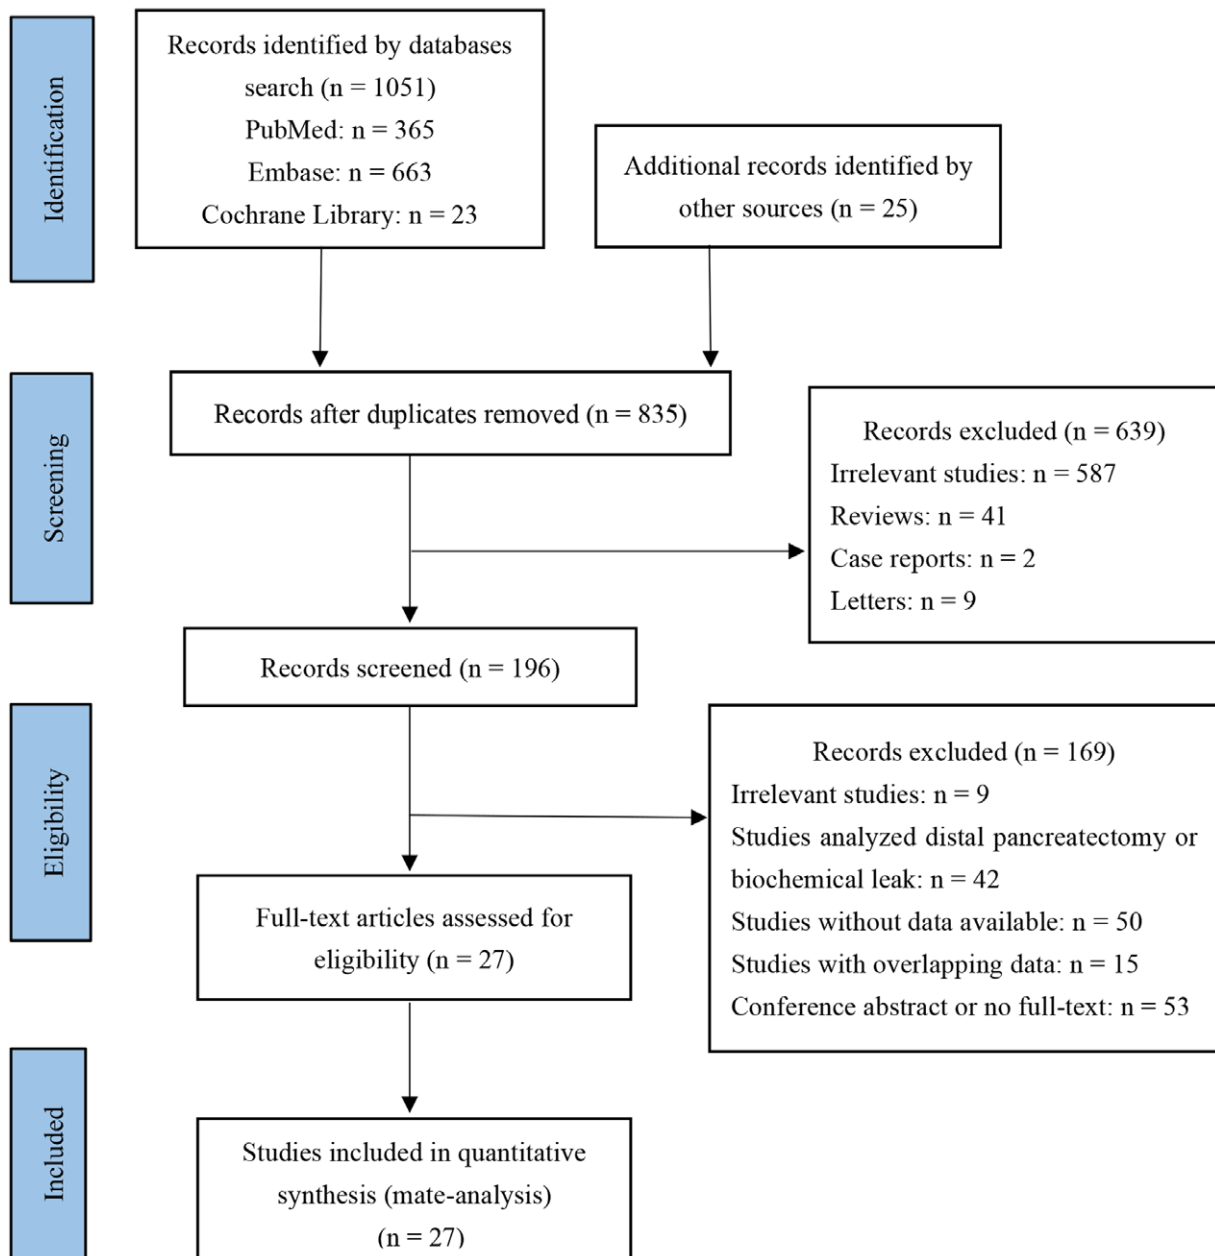 Identification
Records identified by databases
search (n = 1051)
PubMed: n = 365
Embase: n = 663
Cochrane Library: n = 23
Additional records identified by
other sources (n = 25)
Screening
Records after duplicates removed (n = 835)
Records excluded (n = 639)
Irrelevant studies: n = 587
Reviews: n = 41
Case reports: n = 2
Letters: n = 9
Records screened (n = 196)
Eligibility
Records excluded (n = 169)
Irrelevant studies: n = 9
Studies analyzed distal pancreatectomy or
biochemical leak: n = 42
Studies without data available: n = 50
Studies with overlapping data: n = 15
Conference abstract or no full-text: n = 53
Full-text articles assessed for
eligibility (n = 27)
Included
Studies included in quantitative
synthesis (mate-analysis)
(n = 27)